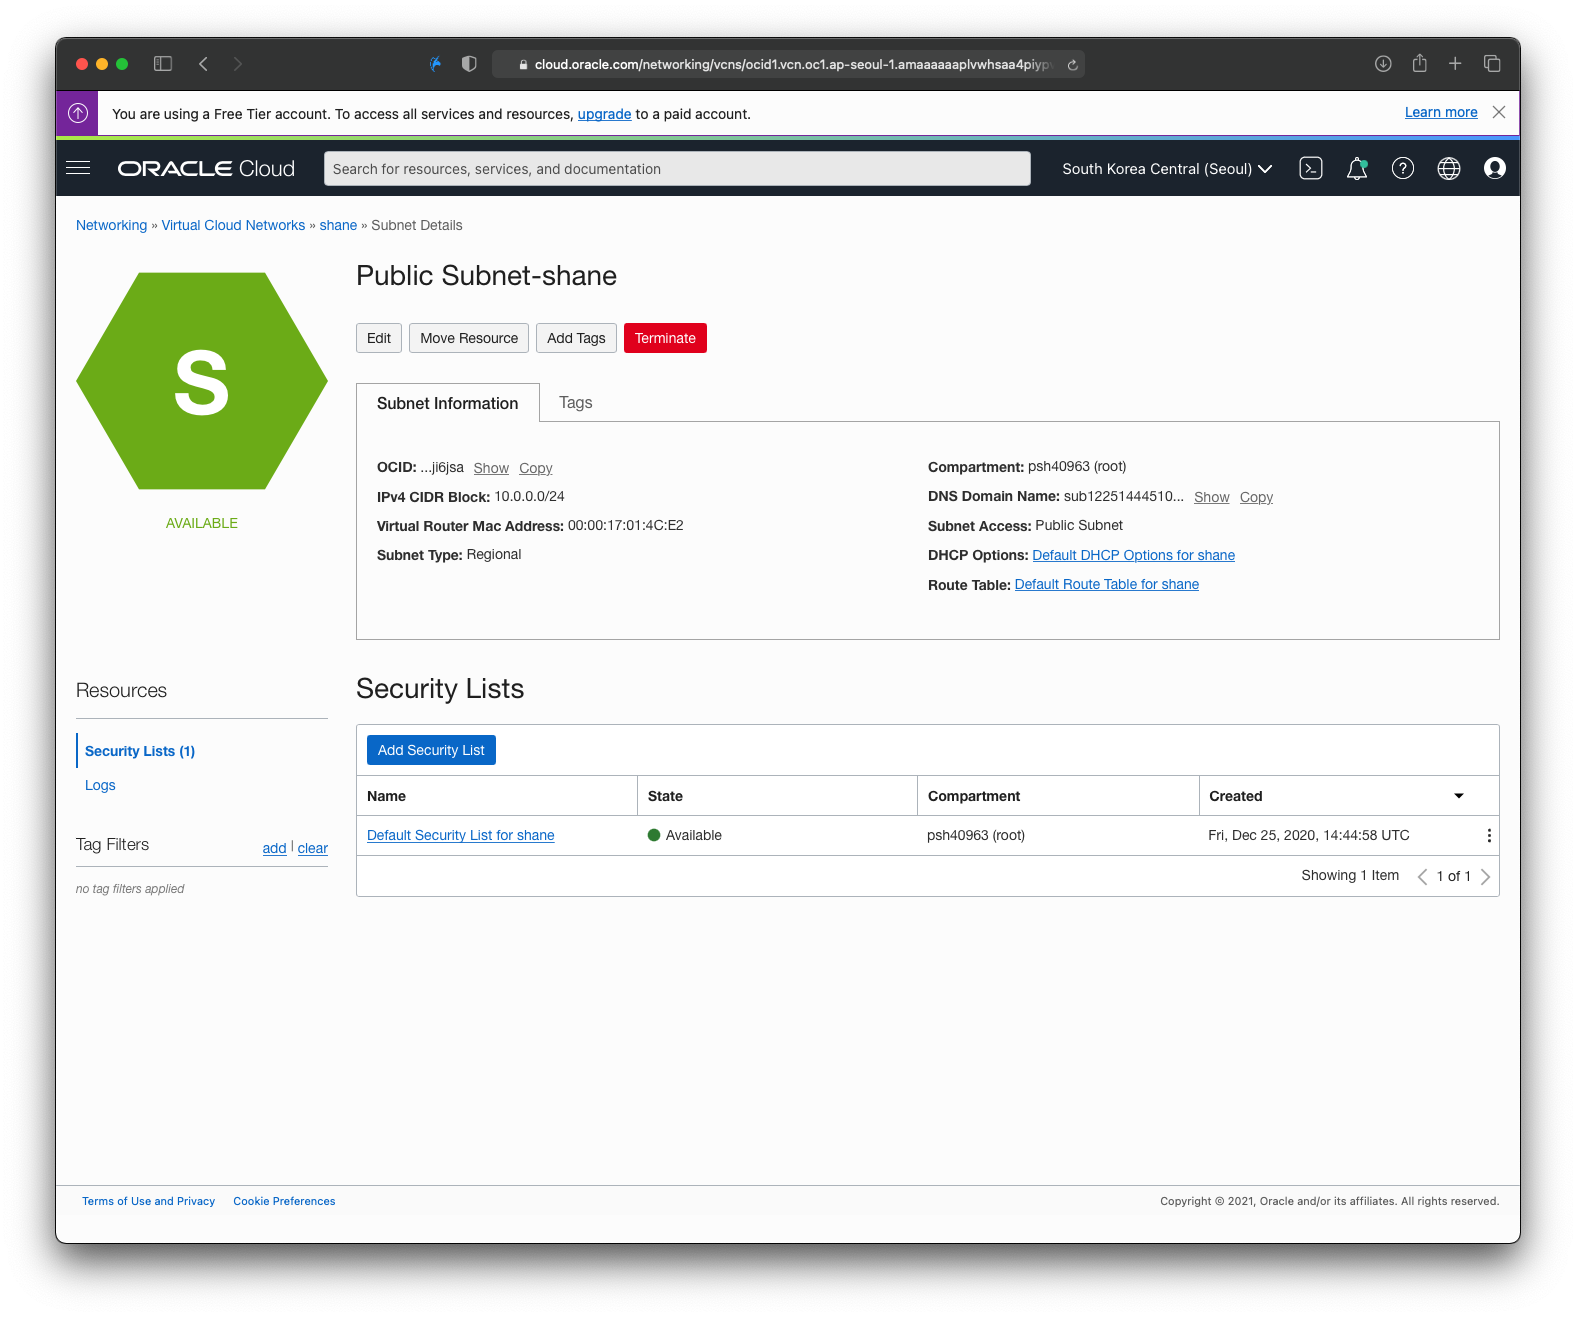 cloud.oracle.com/networking/vcns/ocid1.vcn.oc1.ap-seoul-1.amaaaaaaplvwhsaa4piyp
You are using a Free Tier account. To access all services and resources, upgrade to a paid account.
Learn more
ORACLE Cloud
Search for resources, services, and documentation
South Korea Central (Seoul)
Networking » Virtual Cloud Networks » shane » Subnet Details
S
AVAILABLE
Public Subnet-shane
Edit
Move Resource
Add Tags
Terminate
Subnet Information
Tags
OCID: ...ji6jsa Show Copy
IPv4 CIDR Block: 10.0.0.0/24
Virtual Router Mac Address: 00:00:17:01:4C:E2
Subnet Type: Regional
Compartment: psh40963 (root)
DNS Domain Name: sub12251444510... Show Copy
Subnet Access: Public Subnet
DHCP Options: Default DHCP Options for shane
Route Table: Default Route Table for shane
Resources
Security Lists (1)
Logs
Tag Filters
add | clear
no tag filters applied
Security Lists
Add Security List
Name State Compartment Created
Default Security List for shane Available psh40963 (root) Fri, Dec 25, 2020, 14:44:58 UTC
Showing 1 Item 1 of 1
Terms of Use and Privacy Cookie Preferences
Copyright © 2021, Oracle and/or its affiliates. All rights reserved.